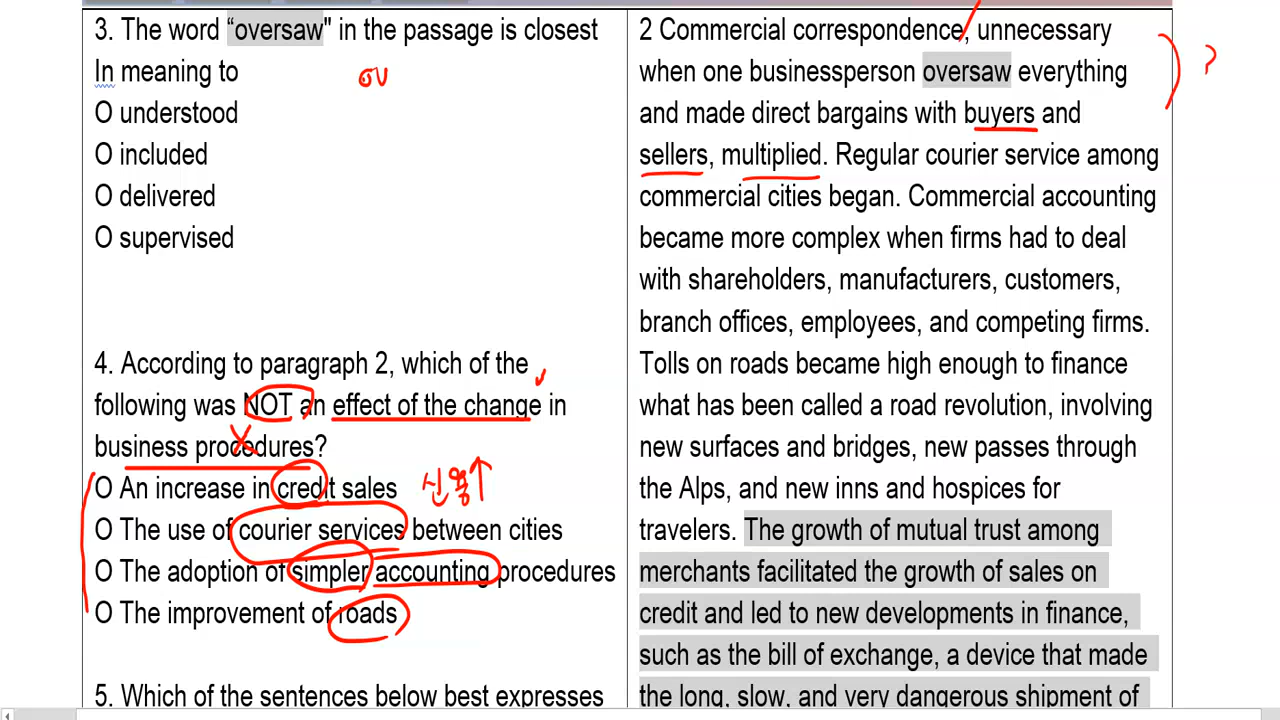 3. The word “oversaw" in the passage is closest
In meaning to
ov
O understood
O included
O delivered
O supervised
4. According to paragraph 2, which of the
following was NOT an effect of the change in
business procedures?
O An increase in credit sales
신용↑
O The use of courier services between cities
O The adoption of simpler accounting procedures
O The improvement of roads
5. Which of the sentences below best expresses
2 Commercial correspondence, unnecessary
when one businessperson oversaw everything
and made direct bargains with buyers and
sellers, multiplied. Regular courier service among
commercial cities began. Commercial accounting
became more complex when firms had to deal
with shareholders, manufacturers, customers,
branch offices, employees, and competing firms.
Tolls on roads became high enough to finance
what has been called a road revolution, involving
new surfaces and bridges, new passes through
the Alps, and new inns and hospices for
travelers. The growth of mutual trust among
merchants facilitated the growth of sales on
credit and led to new developments in finance,
such as the bill of exchange, a device that made
the long, slow, and very dangerous shipment of
?